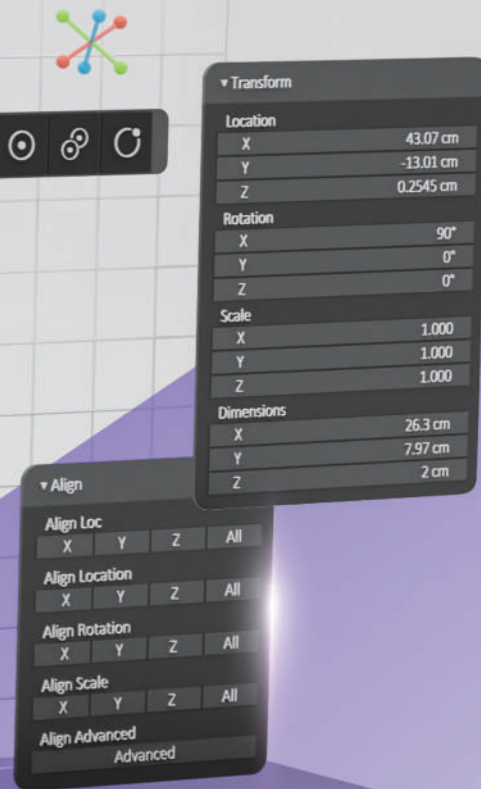 Transform
Location
X 43.07 cm
Y -13.01 cm
Z 0.2545 cm
Rotation
X 90°
Y 0°
Z 0°
Scale
X 1.000
Y 1.000
Z 1.000
Dimensions
X 26.3 cm
Y 7.97 cm
Z 2 cm
Align
Align Loc
X Y Z All
Align Location
X Y Z All
Align Rotation
X Y Z All
Align Scale
X Y Z All
Align Advanced
Advanced